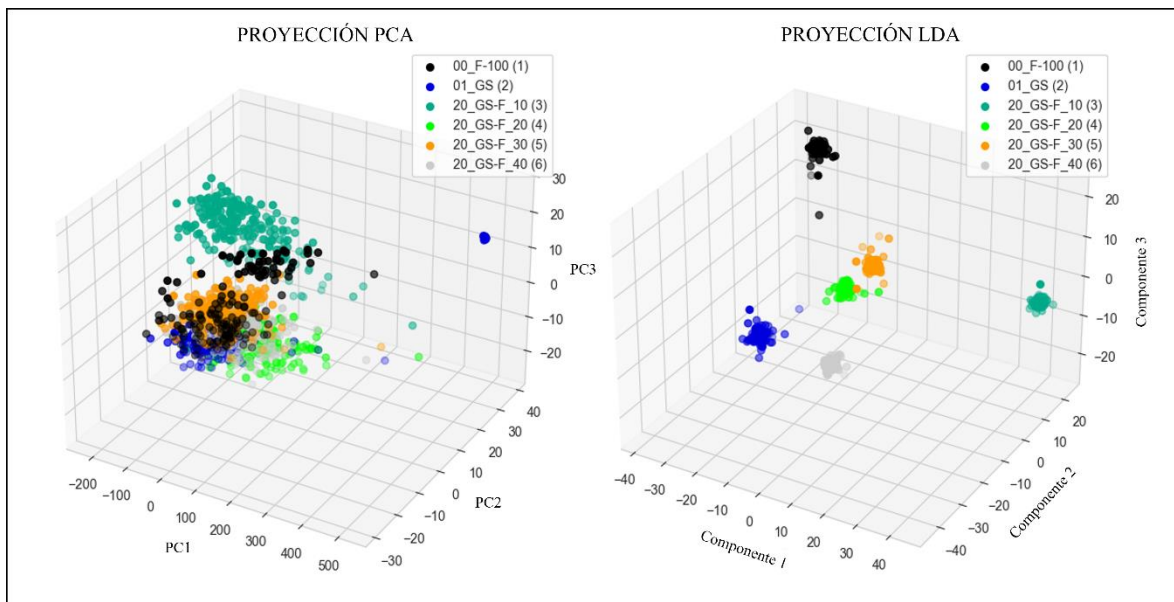 PROYECCIÓN PCA
00_F-100 (1)
01_GS (2)
20_GS-F_10 (3)
20_GS-F_20 (4)
20_GS-F_30 (5)
20_GS-F_40 (6)
30
20
10
0
−10
−20
PC3
40
30
20
10
0
−10
−20
−30
PC2
−200
−100
0
100
200
300
400
500
PC1
PROYECCIÓN LDA
00_F-100 (1)
01_GS (2)
20_GS-F_10 (3)
20_GS-F_20 (4)
20_GS-F_30 (5)
20_GS-F_40 (6)
20
10
0
−10
−20
Componente 3
20
10
0
−10
−20
−30
−40
Componente 2
−40
−30
−20
−10
0
10
20
30
40
Componente 1